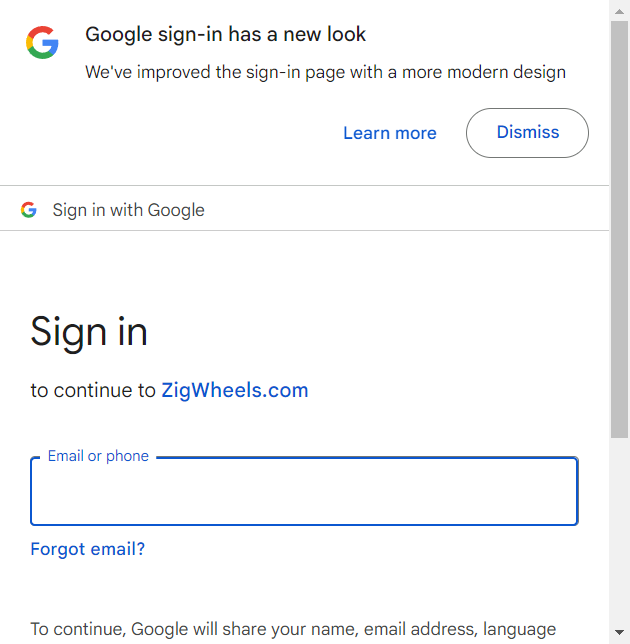 Google sign-in has a new look
We've improved the sign-in page with a more modern design
Learn more
Dismiss
Sign in with Google
Sign in
to continue to ZigWheels.com
Email or phone
Forgot email?
To continue, Google will share your name, email address, language